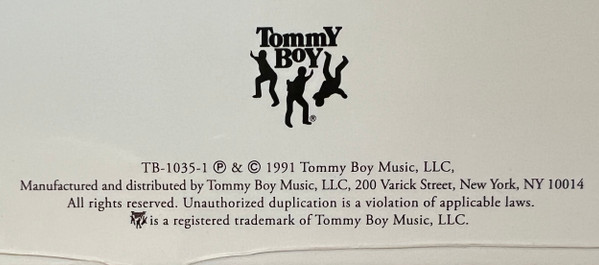 Tommy
Boy
®
TB-1035-1 ℗ & © 1991 Tommy Boy Music, LLC,
Manufactured and distributed by Tommy Boy Music, LLC, 200 Varick Street, New York, NY 10014
All rights reserved. Unauthorized duplication is a violation of applicable laws.
is a registered trademark of Tommy Boy Music, LLC.